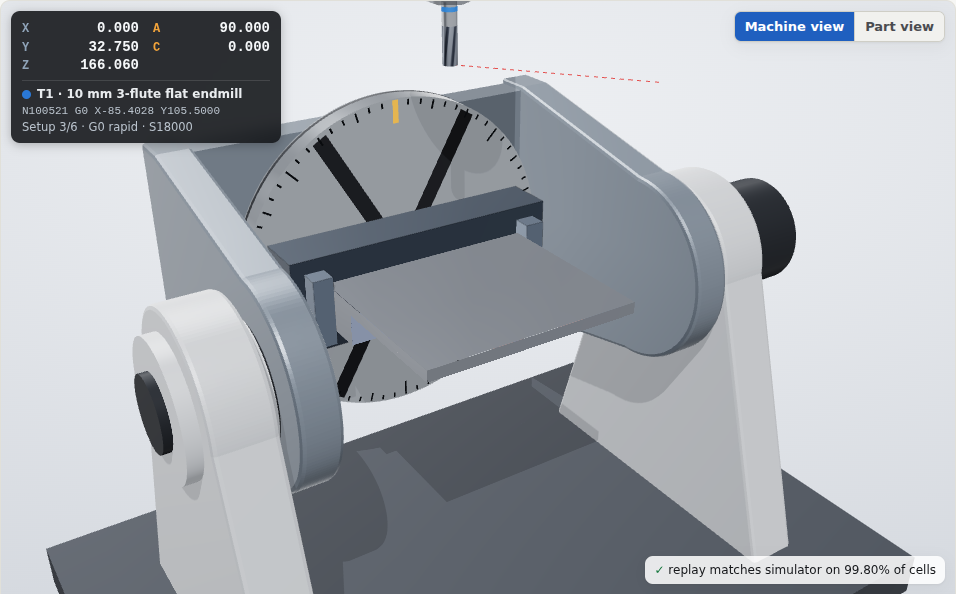 X 0.000 A 90.000
Y 32.750 C 0.000
Z 166.060
T1 · 10 mm 3-flute flat endmill
N100521 G0 X-85.4028 Y105.5000
Setup 3/6 · G0 rapid · S18000
Machine view Part view
✓ replay matches simulator on 99.80% of cells